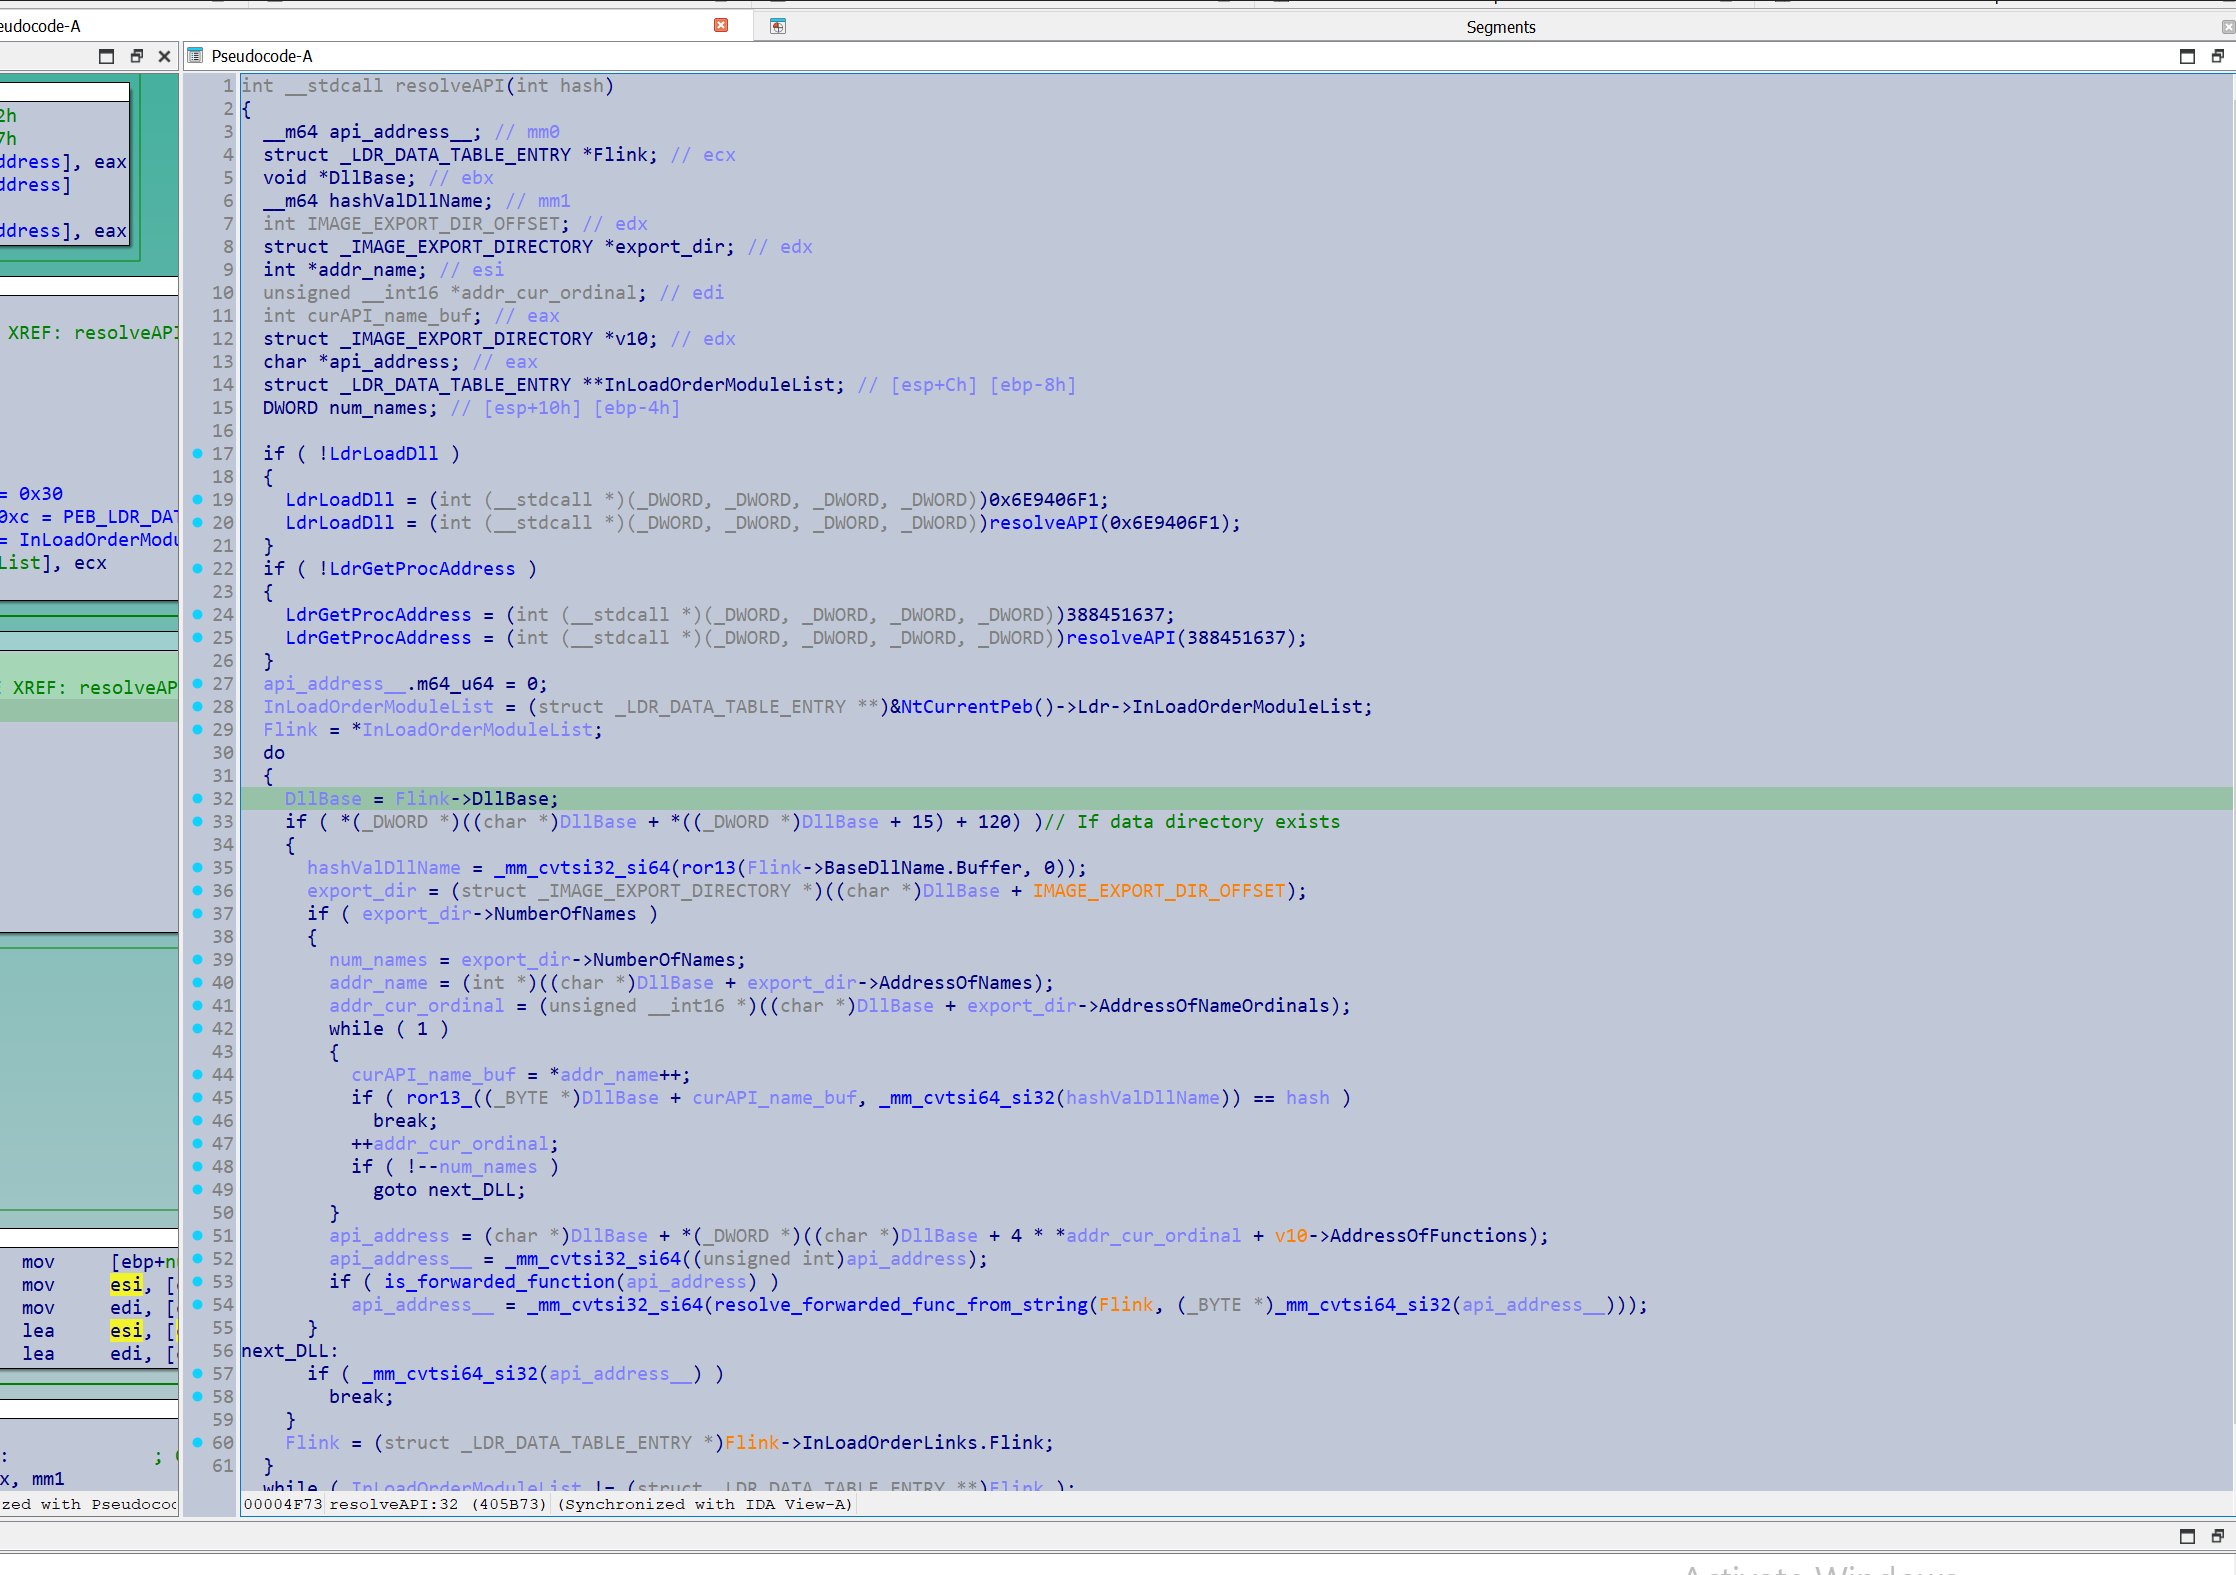 eudocode-A
Segments
Pseudocode-A
2h
7h
ddress], eax
ddress]
ddress], eax
XREF: resolveAPI
= 0x30
0xc = PEB_LDR_DAT
= InLoadOrderModu
List], ecx
XREF: resolveAP
mov [ebp+nu
mov esi, [
mov edi, [
lea esi, [
lea edi, [
: ;
x, mm1
zed with Pseudocod
1 int __stdcall resolveAPI(int hash)
2 {
3 __m64 api_address__; // mm0
4 struct _LDR_DATA_TABLE_ENTRY *Flink; // ecx
5 void *DllBase; // ebx
6 __m64 hashValDllName; // mm1
7 int IMAGE_EXPORT_DIR_OFFSET; // edx
8 struct _IMAGE_EXPORT_DIRECTORY *export_dir; // edx
9 int *addr_name; // esi
10 unsigned __int16 *addr_cur_ordinal; // edi
11 int curAPI_name_buf; // eax
12 struct _IMAGE_EXPORT_DIRECTORY *v10; // edx
13 char *api_address; // eax
14 struct _LDR_DATA_TABLE_ENTRY **InLoadOrderModuleList; // [esp+Ch] [ebp-8h]
15 DWORD num_names; // [esp+10h] [ebp-4h]
16
17 if ( !LdrLoadDll )
18 {
19 LdrLoadDll = (int (__stdcall *)(_DWORD, _DWORD, _DWORD, _DWORD))0x6E9406F1;
20 LdrLoadDll = (int (__stdcall *)(_DWORD, _DWORD, _DWORD, _DWORD))resolveAPI(0x6E9406F1);
21 }
22 if ( !LdrGetProcAddress )
23 {
24 LdrGetProcAddress = (int (__stdcall *)(_DWORD, _DWORD, _DWORD, _DWORD))388451637;
25 LdrGetProcAddress = (int (__stdcall *)(_DWORD, _DWORD, _DWORD, _DWORD))resolveAPI(388451637);
26 }
27 api_address__.m64_u64 = 0;
28 InLoadOrderModuleList = (struct _LDR_DATA_TABLE_ENTRY **)&NtCurrentPeb()->Ldr->InLoadOrderModuleList;
29 Flink = *InLoadOrderModuleList;
30 do
31 {
32 DllBase = Flink->DllBase;
33 if ( *(_DWORD *)((char *)DllBase + *((_DWORD *)DllBase + 15) + 120) )// If data directory exists
34 {
35 hashValDllName = _mm_cvtsi32_si64(ror13(Flink->BaseDllName.Buffer, 0));
36 export_dir = (struct _IMAGE_EXPORT_DIRECTORY *)((char *)DllBase + IMAGE_EXPORT_DIR_OFFSET);
37 if ( export_dir->NumberOfNames )
38 {
39 num_names = export_dir->NumberOfNames;
40 addr_name = (int *)((char *)DllBase + export_dir->AddressOfNames);
41 addr_cur_ordinal = (unsigned __int16 *)((char *)DllBase + export_dir->AddressOfNameOrdinals);
42 while ( 1 )
43 {
44 curAPI_name_buf = *addr_name++;
45 if ( ror13_((_BYTE *)DllBase + curAPI_name_buf, _mm_cvtsi64_si32(hashValDllName)) == hash )
46 break;
47 ++addr_cur_ordinal;
48 if ( !--num_names )
49 goto next_DLL;
50 }
51 api_address = (char *)DllBase + *(_DWORD *)((char *)DllBase + 4 * *addr_cur_ordinal + v10->AddressOfFunctions);
52 api_address__ = _mm_cvtsi32_si64((unsigned int)api_address);
53 if ( is_forwarded_function(api_address) )
54 api_address__ = _mm_cvtsi32_si64(resolve_forwarded_func_from_string(Flink, (_BYTE *)_mm_cvtsi64_si32(api_address__)));
55 }
56 next_DLL:
57 if ( _mm_cvtsi64_si32(api_address__) )
58 break;
59 }
60 Flink = (struct _LDR_DATA_TABLE_ENTRY *)Flink->InLoadOrderLinks.Flink;
61 }
while ( InLoadOrderModuleList != (struct _LDR_DATA_TABLE_ENTRY **)Flink );
00004F73 resolveAPI:32 (405B73) (Synchronized with IDA View-A)
Activate Windows